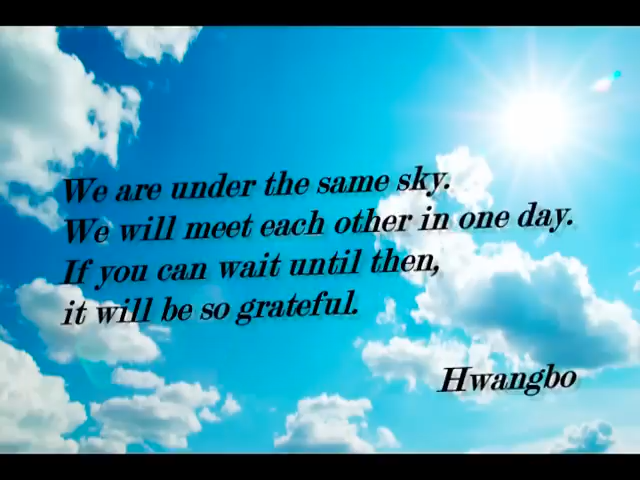 We are under the same sky.
We will meet each other in one day.
If you can wait until then,
it will be so grateful.
Hwangbo